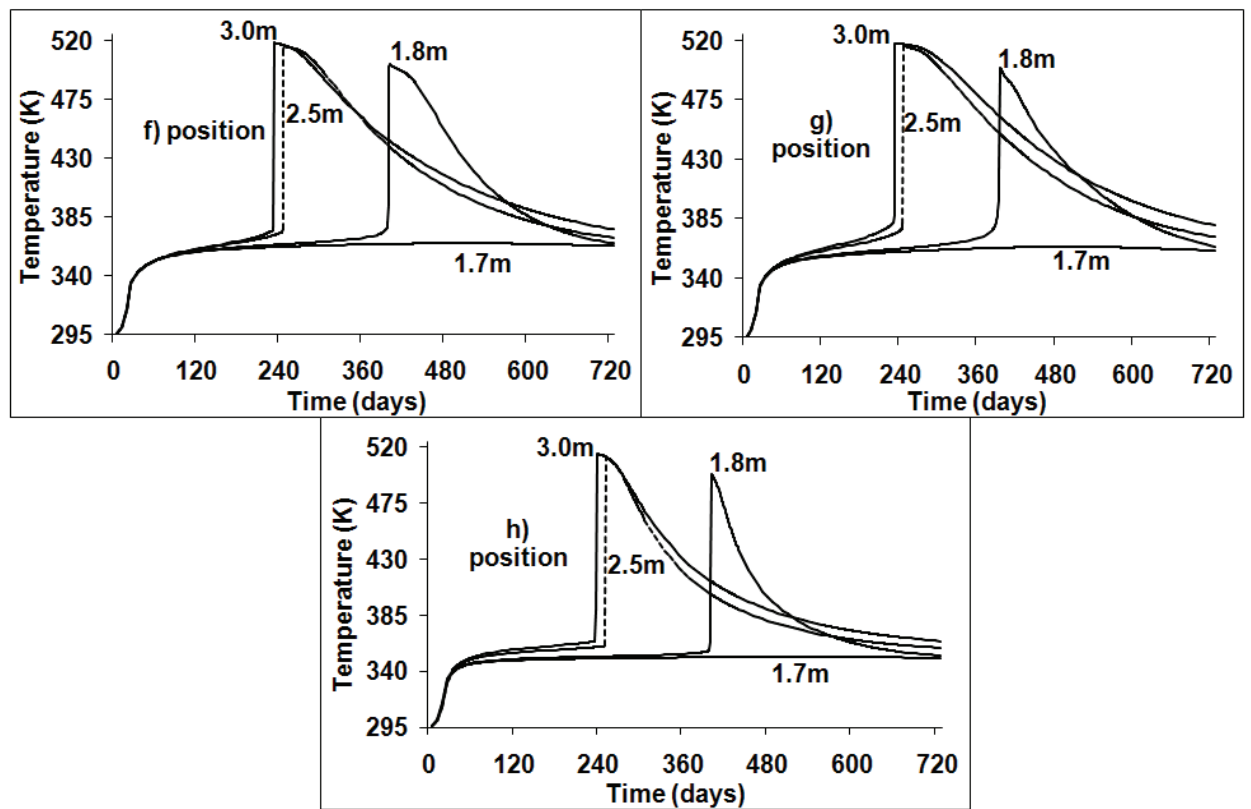 520
475
430
385
340
295
Temperature (K)
3.0m
1.8m
f) position
2.5m
1.7m
0 120 240 360 480 600 720
Time (days)
520
475
430
385
340
295
Temperature (K)
3.0m
1.8m
g)
position
2.5m
1.7m
0 120 240 360 480 600 720
Time (days)
520
475
430
385
340
295
Temperature (K)
3.0m
1.8m
h)
position
2.5m
1.7m
0 120 240 360 480 600 720
Time (days)